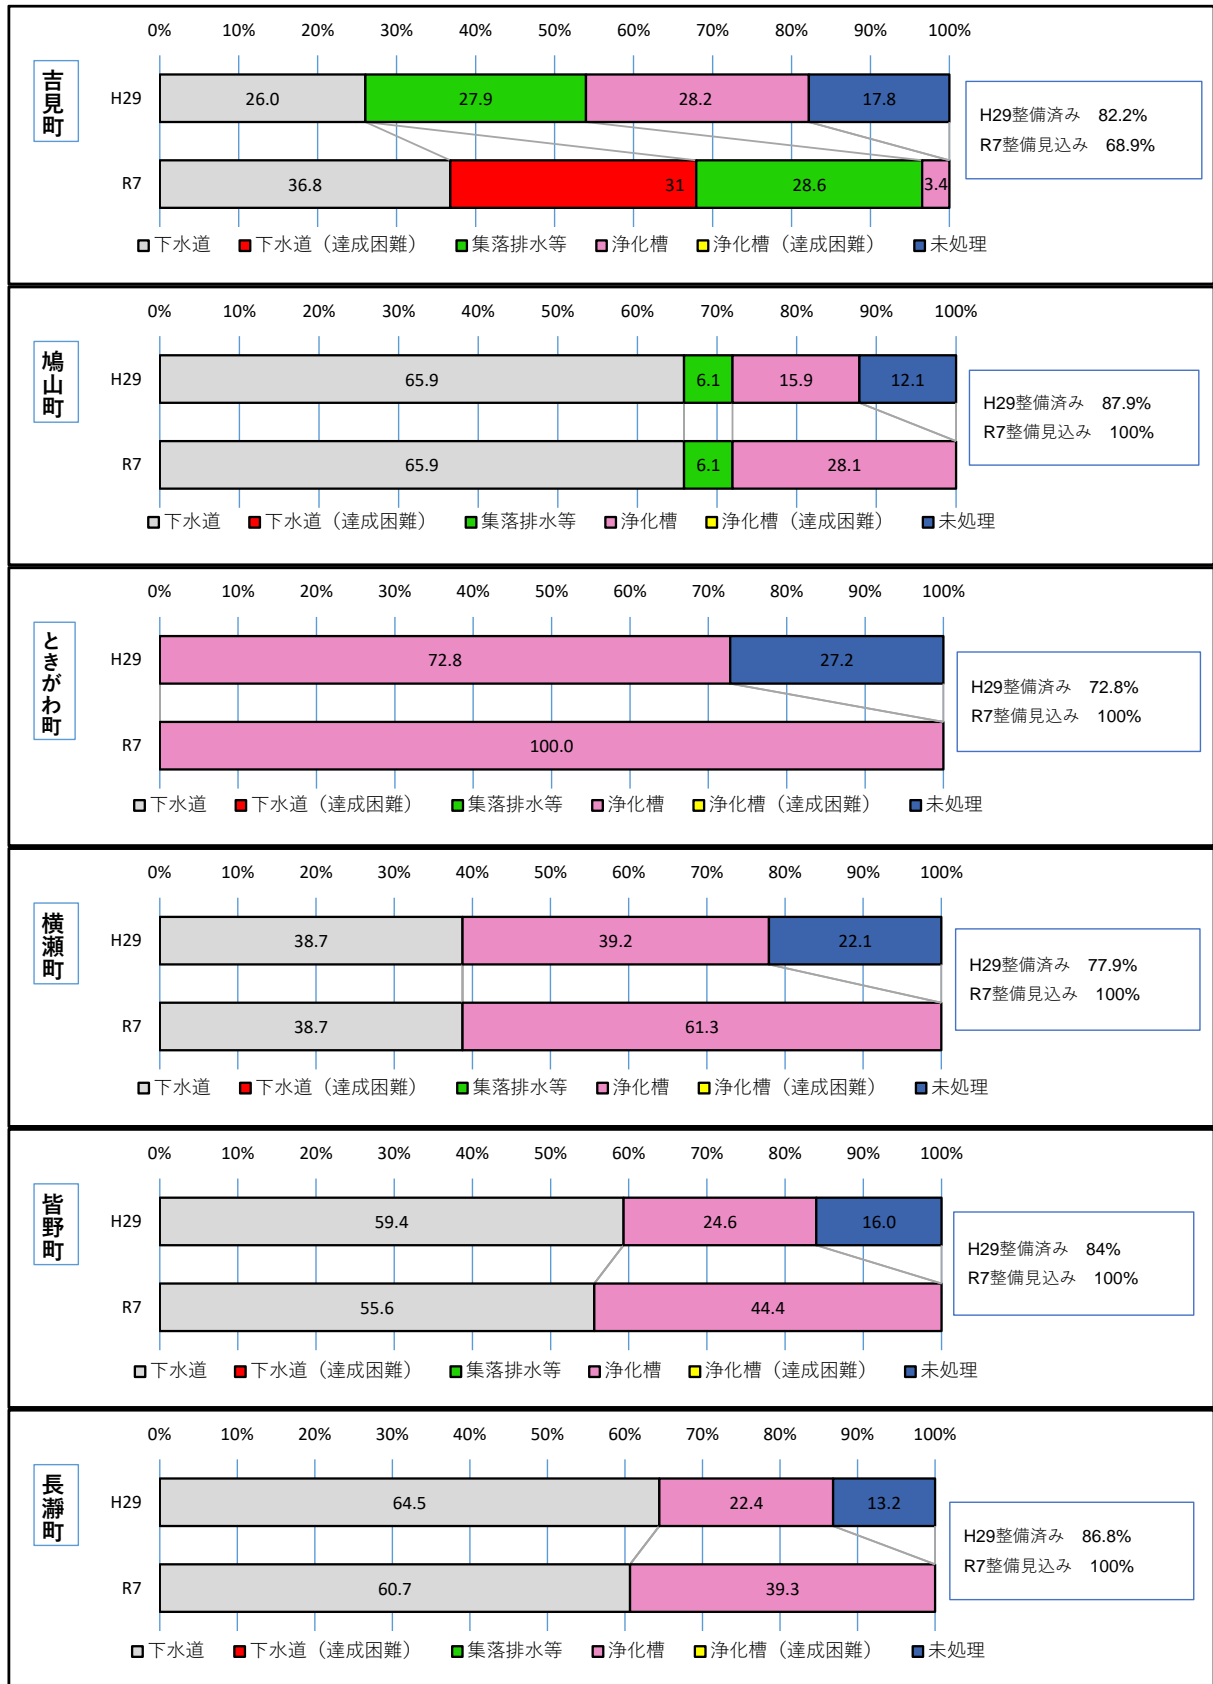 0% 10% 20% 30% 40% 50% 60% 70% 80% 90% 100%
吉見町
H29 26.0 27.9 28.2 17.8
H29整備済み 82.2%
R7整備見込み 68.9%
R7 36.8 31 28.6 3.4
下水道 下水道（達成困難） 集落排水等 浄化槽 浄化槽（達成困難） 未処理
0% 10% 20% 30% 40% 50% 60% 70% 80% 90% 100%
鳩山町
H29 65.9 6.1 15.9 12.1
H29整備済み 87.9%
R7整備見込み 100%
R7 65.9 6.1 28.1
下水道 下水道（達成困難） 集落排水等 浄化槽 浄化槽（達成困難） 未処理
0% 10% 20% 30% 40% 50% 60% 70% 80% 90% 100%
ときがわ町
H29 72.8 27.2
H29整備済み 72.8%
R7整備見込み 100%
R7 100.0
下水道 下水道（達成困難） 集落排水等 浄化槽 浄化槽（達成困難） 未処理
0% 10% 20% 30% 40% 50% 60% 70% 80% 90% 100%
横瀬町
H29 38.7 39.2 22.1
H29整備済み 77.9%
R7整備見込み 100%
R7 38.7 61.3
下水道 下水道（達成困難） 集落排水等 浄化槽 浄化槽（達成困難） 未処理
0% 10% 20% 30% 40% 50% 60% 70% 80% 90% 100%
皆野町
H29 59.4 24.6 16.0
H29整備済み 84%
R7整備見込み 100%
R7 55.6 44.4
下水道 下水道（達成困難） 集落排水等 浄化槽 浄化槽（達成困難） 未処理
0% 10% 20% 30% 40% 50% 60% 70% 80% 90% 100%
長瀞町
H29 64.5 22.4 13.2
H29整備済み 86.8%
R7整備見込み 100%
R7 60.7 39.3
下水道 下水道（達成困難） 集落排水等 浄化槽 浄化槽（達成困難） 未処理